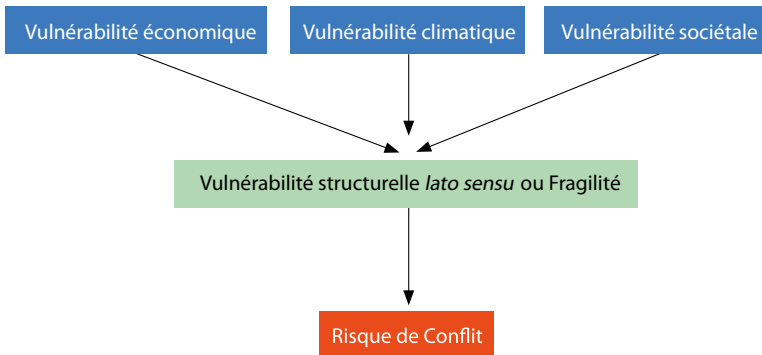 Vulnérabilité économique
Vulnérabilité climatique
Vulnérabilité sociétale
Vulnérabilité structurelle lato sensu ou Fragilité
Risque de Conflit